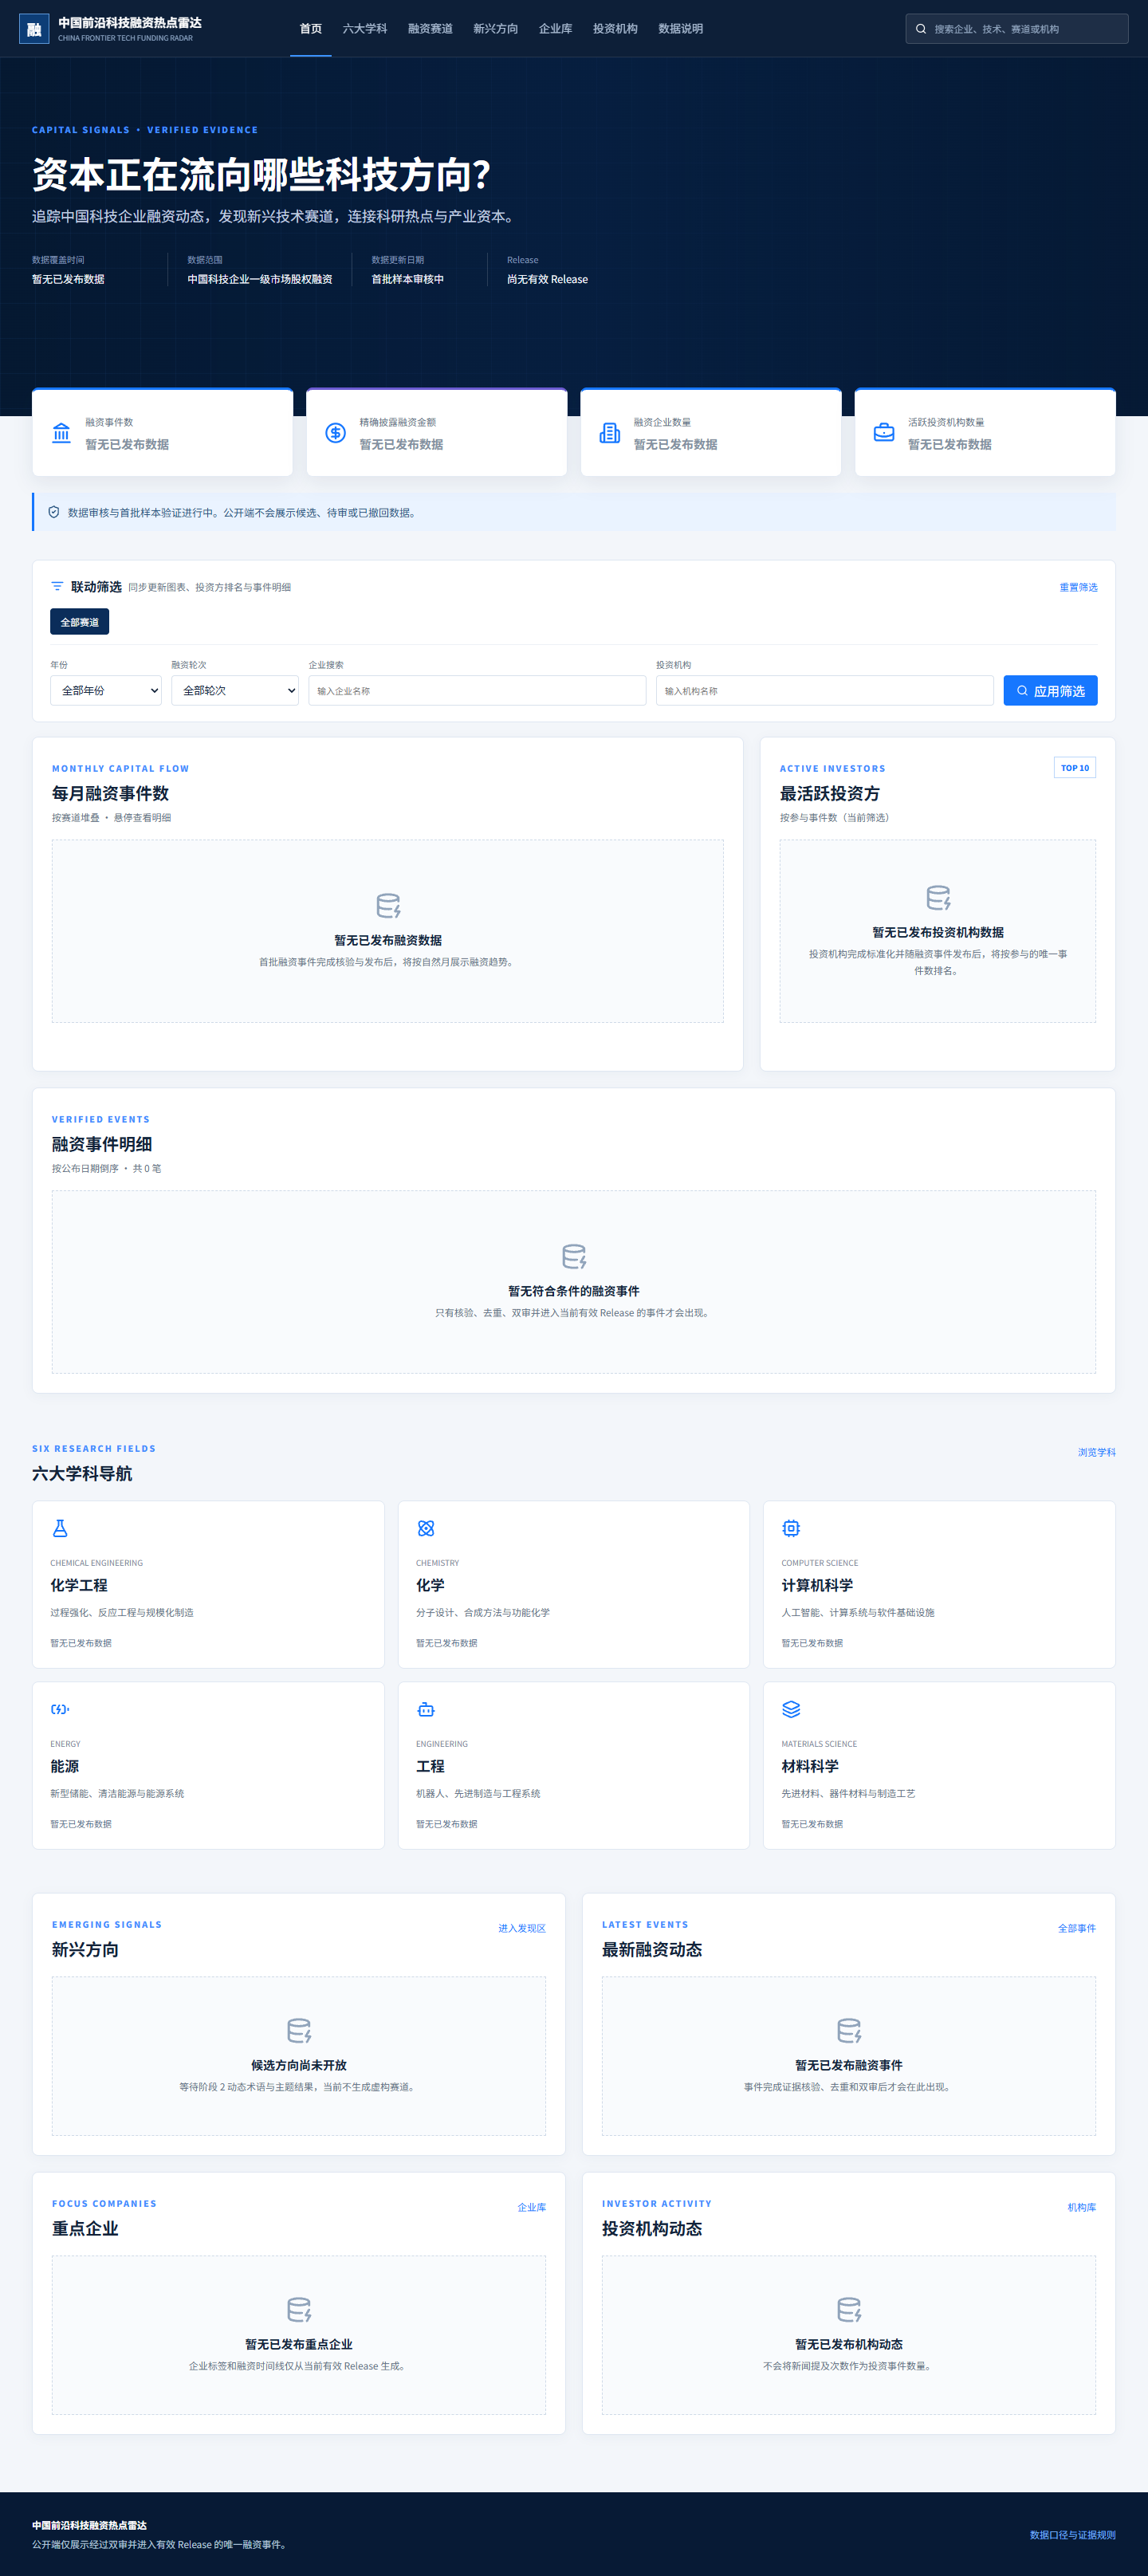 融
中国前沿科技融资热点雷达
CHINA FRONTIER TECH FUNDING RADAR
首页
六大学科
融资赛道
新兴方向
企业库
投资机构
数据说明
搜索企业、技术、赛道或机构
CAPITAL SIGNALS • VERIFIED EVIDENCE
资本正在流向哪些科技方向?
追踪中国科技企业融资动态，发现新兴技术赛道，连接科研热点与产业资本。
数据覆盖时间
暂无已发布数据
数据范围
中国科技企业一级市场股权融资
数据更新日期
首批样本审核中
Release
尚无有效 Release
融资事件数
暂无已发布数据
精确披露融资金额
暂无已发布数据
融资企业数量
暂无已发布数据
活跃投资机构数量
暂无已发布数据
数据审核与首批样本验证进行中。公开端不会展示候选、待审或已撤回数据。
联动筛选 同步更新图表、投资方排名与事件明细
重置筛选
全部赛道
年份
全部年份
融资轮次
全部轮次
企业搜索
输入企业名称
投资机构
输入机构名称
应用筛选
MONTHLY CAPITAL FLOW
每月融资事件数
按赛道堆叠 • 悬停查看明细
暂无已发布融资数据
首批融资事件完成核验与发布后，将按自然月展示融资趋势。
ACTIVE INVESTORS
TOP 10
最活跃投资方
按参与事件数（当前筛选）
暂无已发布投资机构数据
投资机构完成标准化并随融资事件发布后，将按参与的唯一事
件数排名。
VERIFIED EVENTS
融资事件明细
按公布日期倒序 • 共 0 笔
暂无符合条件的融资事件
只有核验、去重、双审并进入当前有效 Release 的事件才会出现。
SIX RESEARCH FIELDS
六大学科导航
浏览学科
CHEMICAL ENGINEERING
化学工程
过程强化、反应工程与规模化制造
暂无已发布数据
CHEMISTRY
化学
分子设计、合成方法与功能化学
暂无已发布数据
COMPUTER SCIENCE
计算机科学
人工智能、计算系统与软件基础设施
暂无已发布数据
ENERGY
能源
新型储能、清洁能源与能源系统
暂无已发布数据
ENGINEERING
工程
机器人、先进制造与工程系统
暂无已发布数据
MATERIALS SCIENCE
材料科学
先进材料、器件材料与制造工艺
暂无已发布数据
EMERGING SIGNALS
新兴方向
进入发现区
候选方向尚未开放
等待阶段 2 动态术语与主题结果，当前不生成虚构赛道。
LATEST EVENTS
最新融资动态
全部事件
暂无已发布融资事件
事件完成证据核验、去重和双审后才会在此出现。
FOCUS COMPANIES
重点企业
企业库
暂无已发布重点企业
企业标签和融资时间线仅从当前有效 Release 生成。
INVESTOR ACTIVITY
投资机构动态
机构库
暂无已发布机构动态
不会将新闻提及次数作为投资事件数量。
中国前沿科技融资热点雷达
公开端仅展示经过双审并进入有效 Release 的唯一融资事件。
数据口径与证据规则